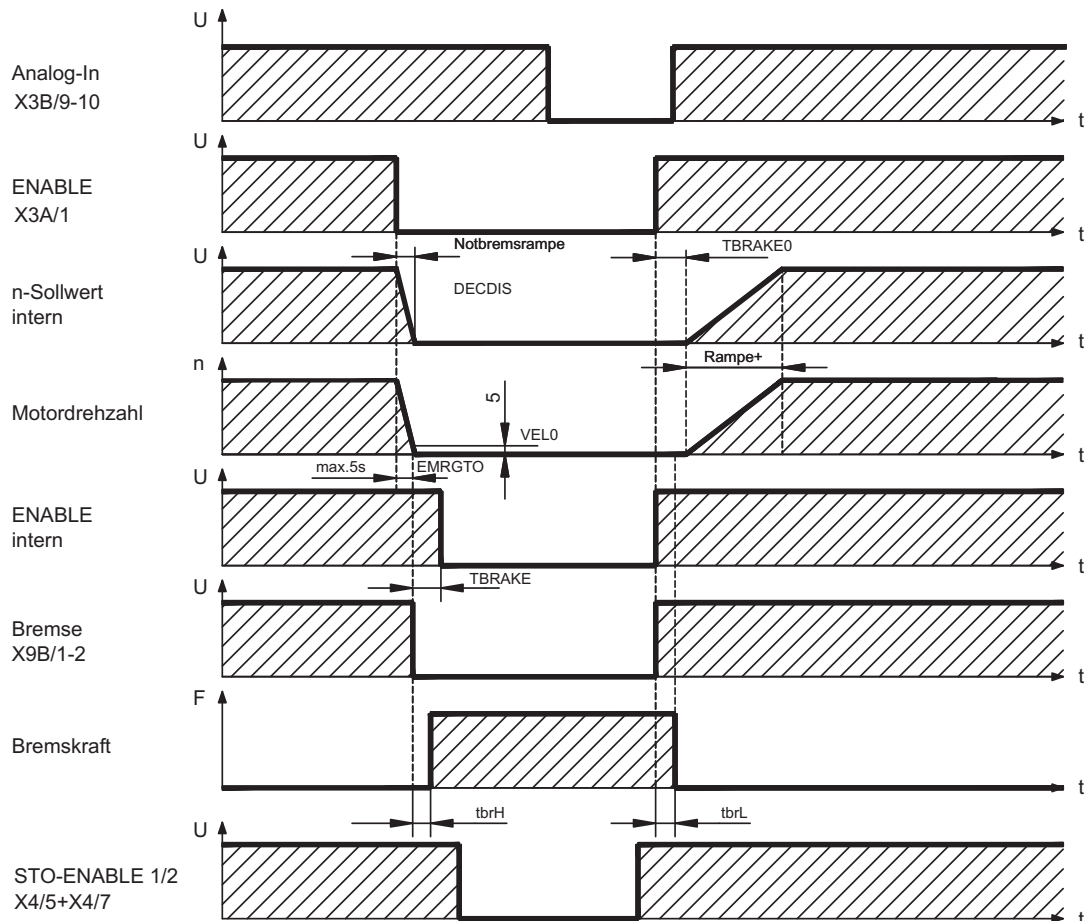 U
Analog-In
X3B/9-10
t
U
ENABLE
X3A/1
t
U
Notbremsrampe
TBRAKE0
n-Sollwert
intern
DECDIS
t
n
Rampe+
Motordrehzahl
5
VEL0
t
max.5s
EMRGTO
U
ENABLE
intern
t
U
TBRAKE
Bremse
X9B/1-2
t
F
Bremskraft
t
tbrH
tbrL
U
STO-ENABLE 1/2
X4/5+X4/7
t